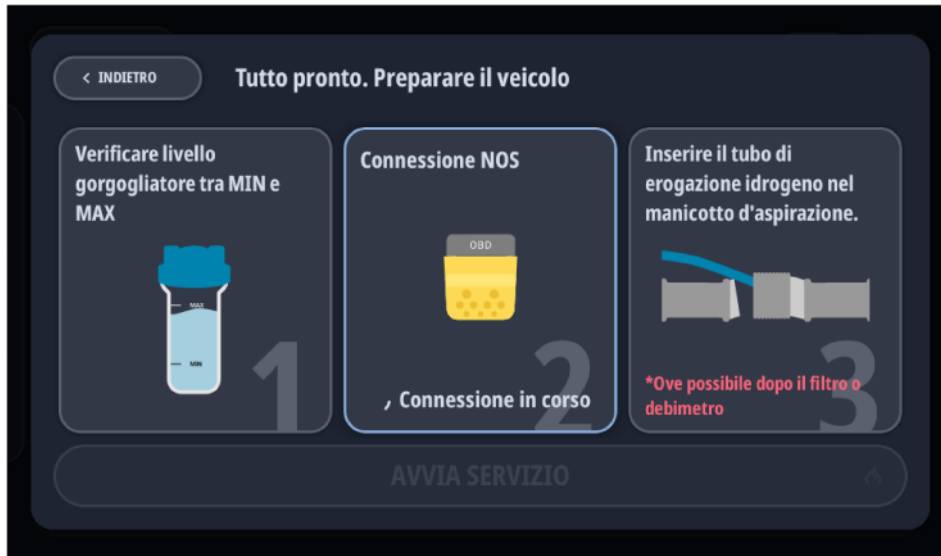 < INDIETRO
Tutto pronto. Preparare il veicolo
Verificare livello
gorgogliatore tra MIN e
MAX
MAX
MIN
1
Connessione NOS
OBD
2
, Connessione in corso
Inserire il tubo di
erogazione idrogeno nel
manicotto d'aspirazione.
3
*Ove possibile dopo il filtro o
debimetro
AVVIA SERVIZIO